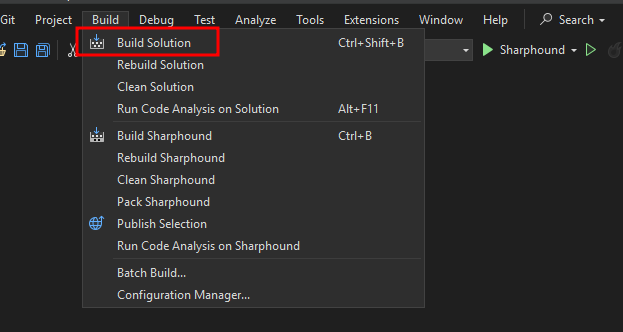 Git Project Build Debug Test Analyze Tools Extensions Window Help Search
Sharphound
Build Solution Ctrl+Shift+B
Rebuild Solution
Clean Solution
Run Code Analysis on Solution Alt+F11
Build Sharphound Ctrl+B
Rebuild Sharphound
Clean Sharphound
Pack Sharphound
Publish Selection
Run Code Analysis on Sharphound
Batch Build...
Configuration Manager...